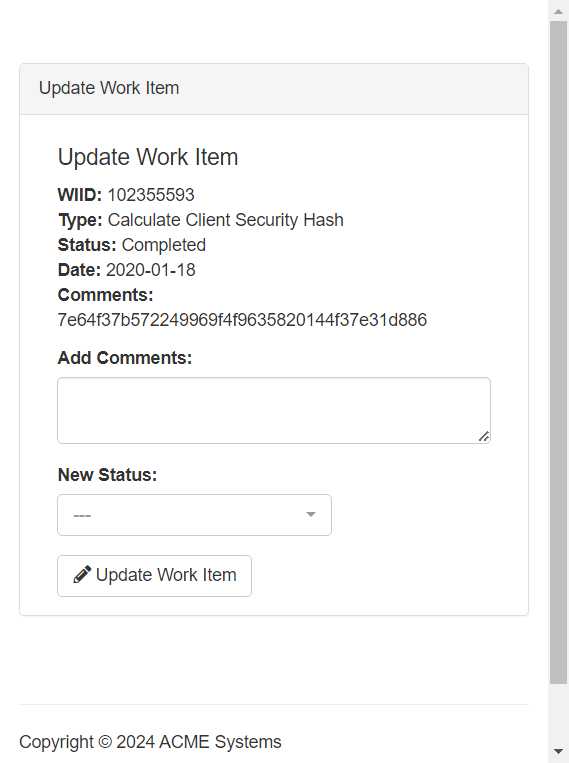 Update Work Item
Update Work Item
WIID: 102355593
Type: Calculate Client Security Hash
Status: Completed
Date: 2020-01-18
Comments:
7e64f37b572249969f4f9635820144f37e31d886
Add Comments:
New Status:
---
Update Work Item
Copyright © 2024 ACME Systems